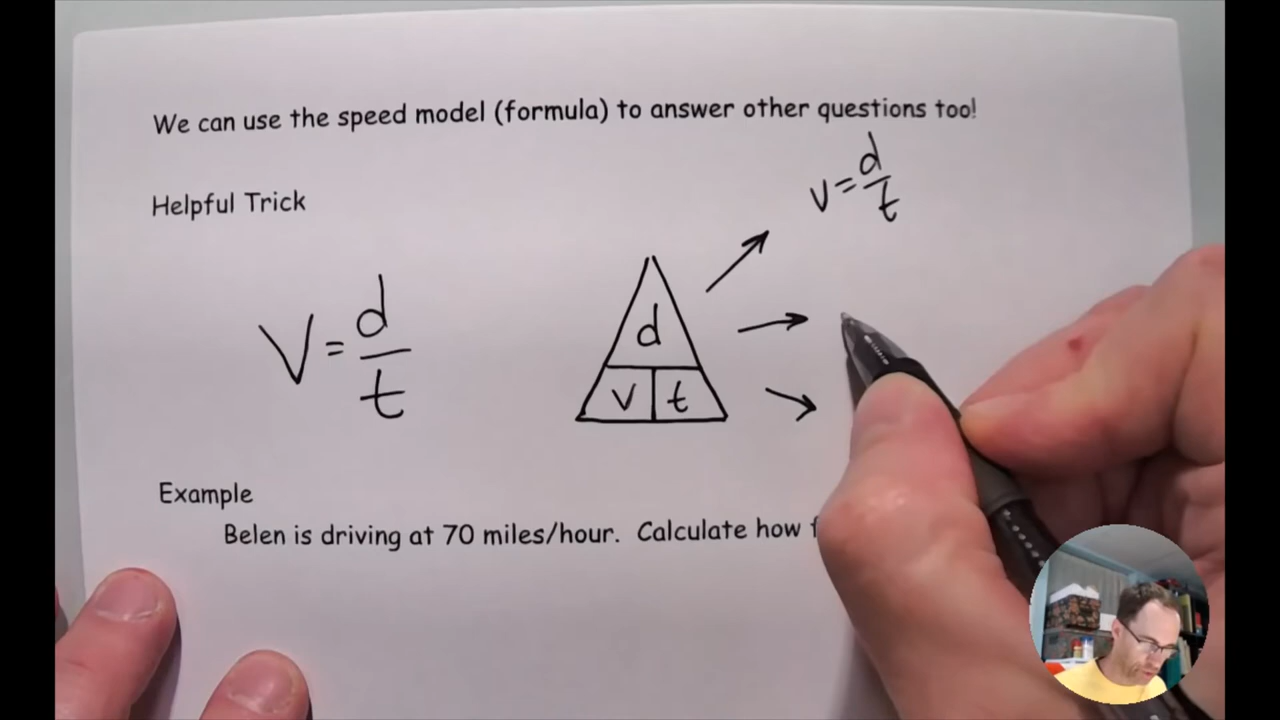 We can use the speed model (formula) to answer other questions too!
v=d/t
Helpful Trick
V=d/t
d
v t
Example
Belen is driving at 70 miles/hour. Calculate how